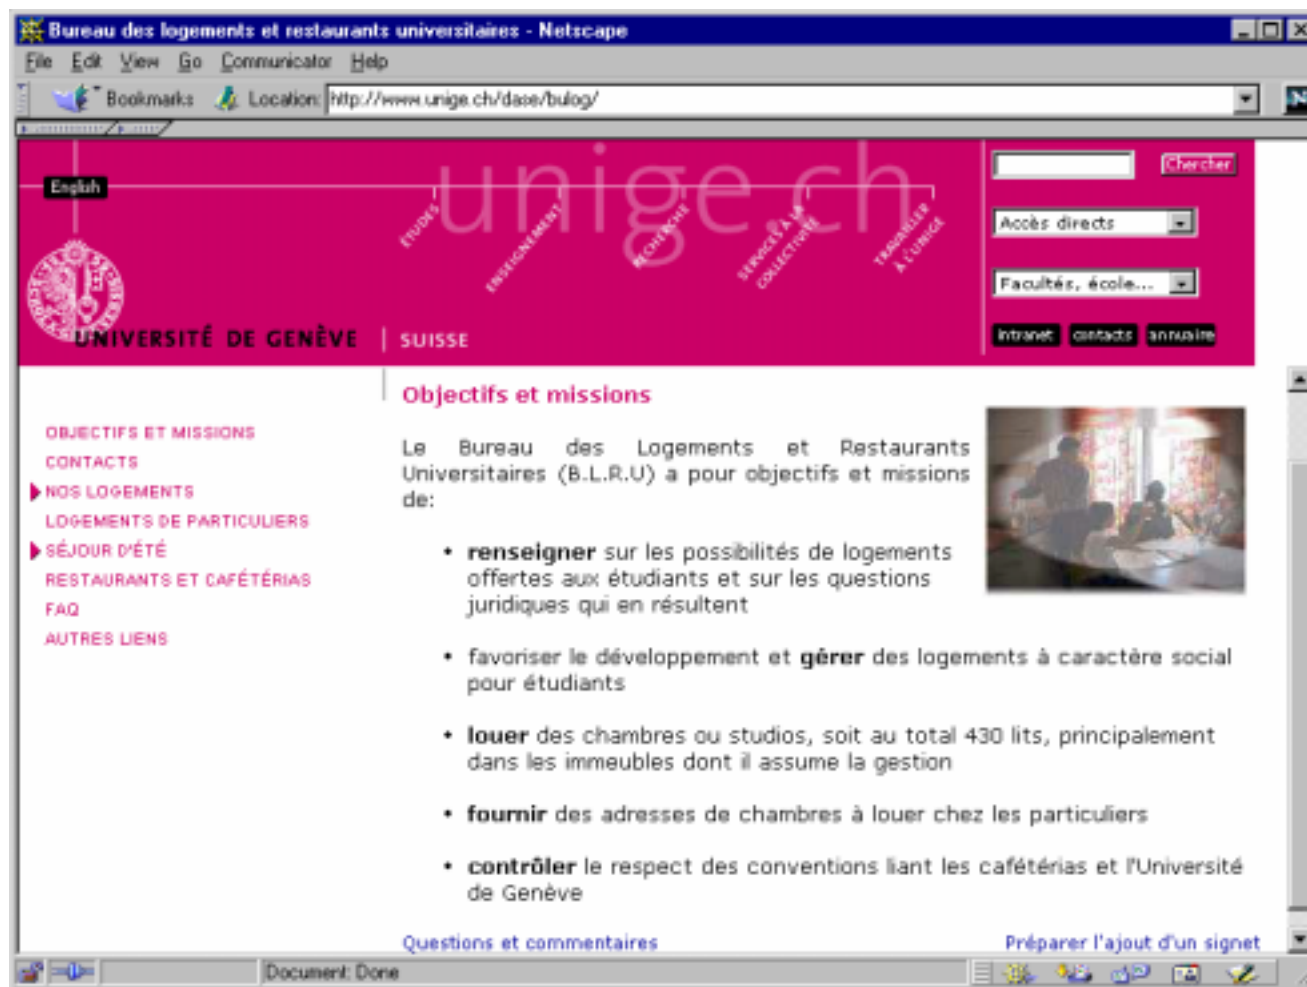 Bureau des logements et restaurants universitaires - Netscape
File Edit View Go Communicator Help
Bookmarks Location: http://www.unige.ch/dase/bulog/
unige.ch
English
ÉTUDES
ENSEIGNEMENT
RECHERCHE
SERVICES À LA
COLLECTIVITÉ
TRAVAILLER
À L'UNIGE
Chercher
Accès directs
Facultés, école...
intranet contacts annuaire
UNIVERSITÉ DE GENÈVE SUISSE
OBJECTIFS ET MISSIONS
CONTACTS
NOS LOGEMENTS
LOGEMENTS DE PARTICULIERS
SÉJOUR D'ÉTÉ
RESTAURANTS ET CAFÉTÉRIAS
FAQ
AUTRES LIENS
Objectifs et missions
Le Bureau des Logements et Restaurants
Universitaires (B.L.R.U) a pour objectifs et missions
de:
• renseigner sur les possibilités de logements
offertes aux étudiants et sur les questions
juridiques qui en résultent
• favoriser le développement et gérer des logements à caractère social
pour étudiants
• louer des chambres ou studios, soit au total 430 lits, principalement
dans les immeubles dont il assume la gestion
• fournir des adresses de chambres à louer chez les particuliers
• contrôler le respect des conventions liant les cafétérias et l'Université
de Genève
Questions et commentaires Préparer l'ajout d'un signet
Document: Done